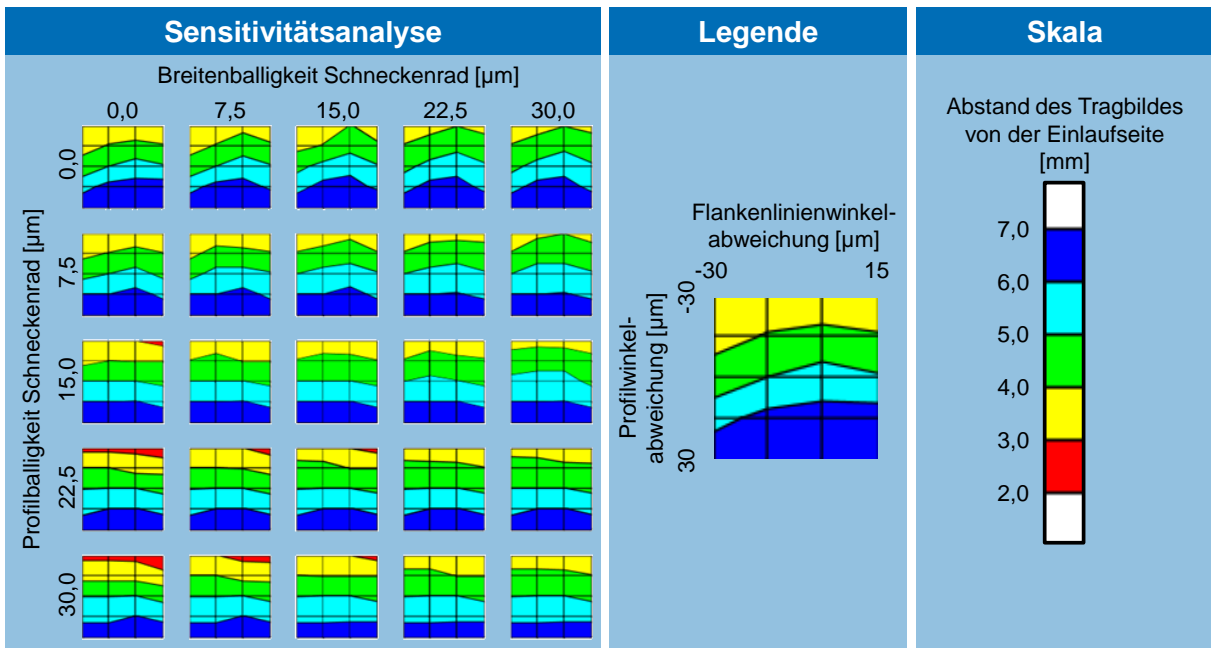 Sensitivitätsanalyse
Breitenballigkeit Schneckenrad [µm]
0,0 7,5 15,0 22,5 30,0
Profilballigkeit Schneckenrad [µm]
0,0
7,5
15,0
22,5
30,0
Legende
Flankenlinienwinkel-
abweichung [µm]
-30 15
Profilwinkel-
abweichung [µm]
-30
30
Skala
Abstand des Tragbildes
von der Einlaufseite
[mm]
7,0
6,0
5,0
4,0
3,0
2,0